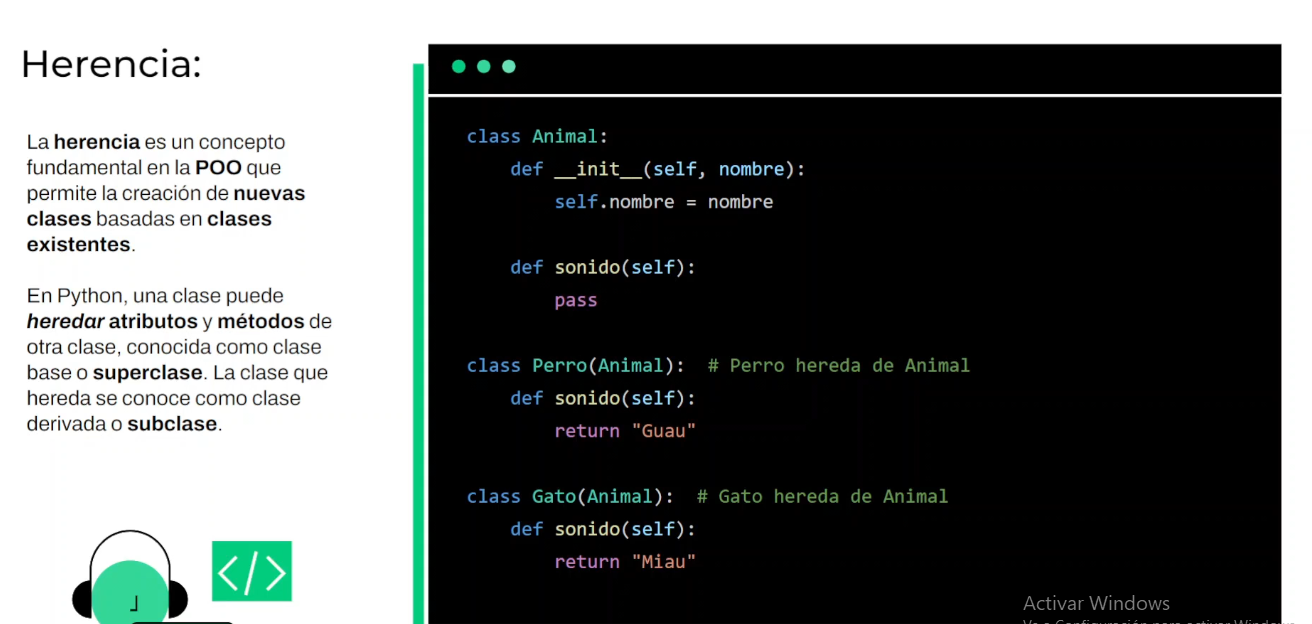 Herencia:
La herencia es un concepto
fundamental en la POO que
permite la creación de nuevas
clases basadas en clases
existentes.
En Python, una clase puede
heredar atributos y métodos de
otra clase, conocida como clase
base o superclase. La clase que
hereda se conoce como clase
derivada o subclase.
</>
class Animal:
    def __init__(self, nombre):
        self.nombre = nombre
    def sonido(self):
        pass
class Perro(Animal):  # Perro hereda de Animal
    def sonido(self):
        return "Guau"
class Gato(Animal):  # Gato hereda de Animal
    def sonido(self):
        return "Miau"
Activar Windows
Ve a Configuración para activar Windows.